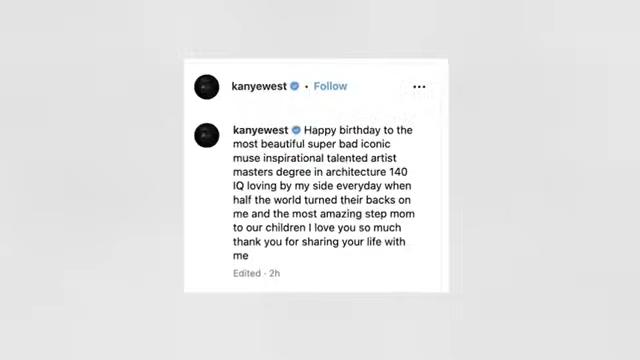 kanyewest • Follow
kanyewest Happy birthday to the
most beautiful super bad iconic
muse inspirational talented artist
masters degree in architecture 140
IQ loving by my side everyday when
half the world turned their backs on
me and the most amazing step mom
to our children I love you so much
thank you for sharing your life with
me
Edited · 2h